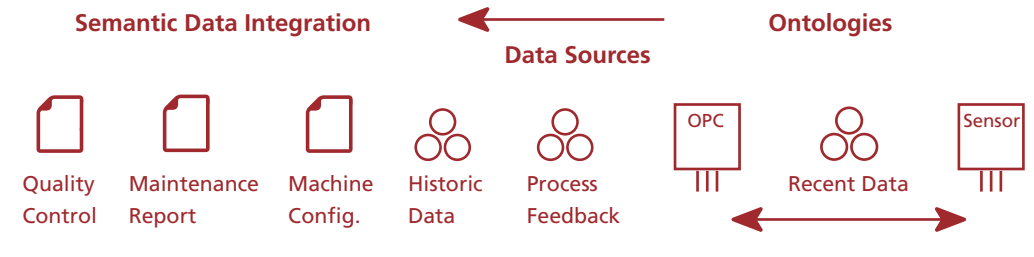 Semantic Data Integration
Ontologies
Data Sources
OPC
Sensor
Quality
Control
Maintenance
Report
Machine
Config.
Historic
Data
Process
Feedback
Recent Data